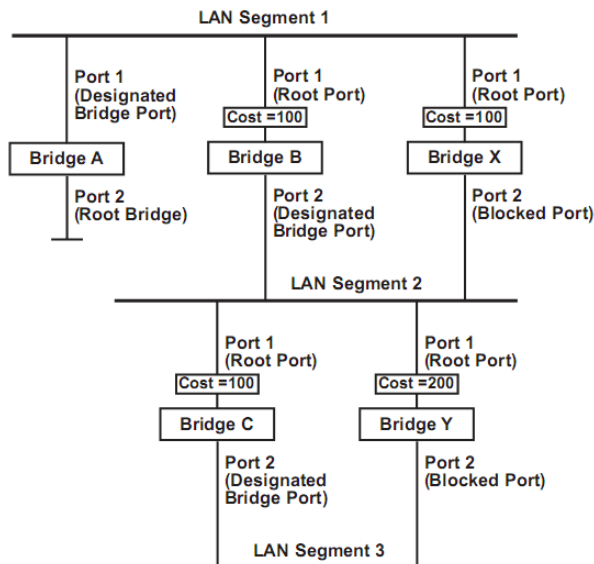 LAN Segment 1
Port 1
(Designated
Bridge Port)
Port 1
(Root Port)
Cost =100
Port 1
(Root Port)
Cost =100
Bridge A
Bridge B
Bridge X
Port 2
(Root Bridge)
Port 2
(Designated
Bridge Port)
Port 2
(Blocked Port)
LAN Segment 2
Port 1
(Root Port)
Cost =100
Port 1
(Root Port)
Cost =200
Bridge C
Bridge Y
Port 2
(Designated
Bridge Port)
Port 2
(Blocked Port)
LAN Segment 3